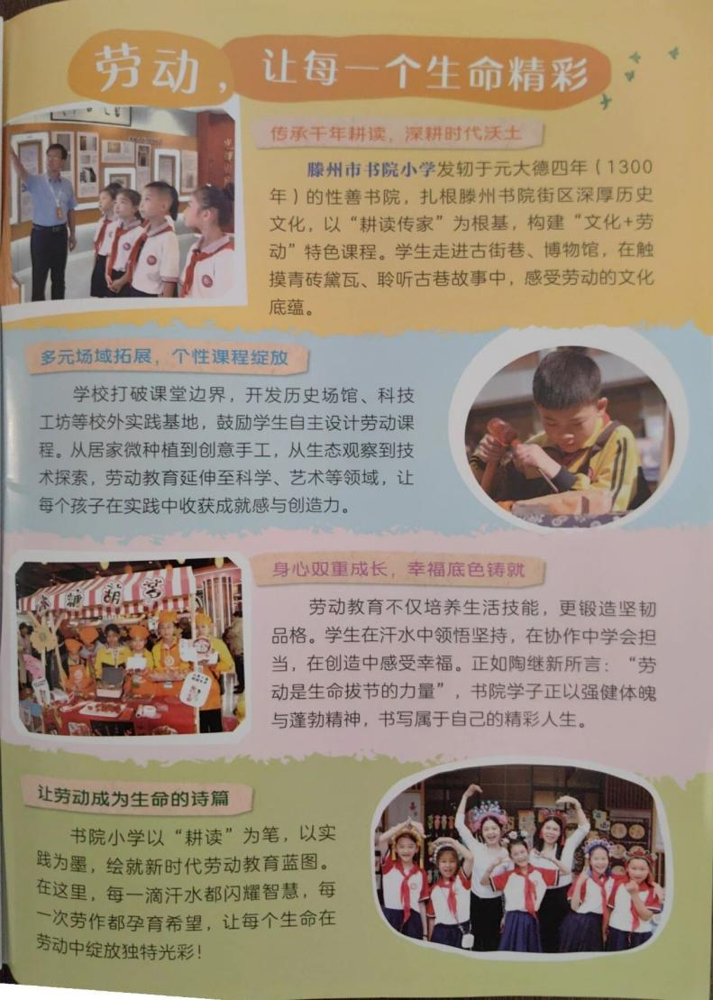 劳动，让每一个生命精彩
传承千年耕读，深耕时代沃土
滕州市书院小学发轫于元大德四年（1300
年）的性善书院，扎根滕州书院街区深厚历史
文化，以“耕读传家”为根基，构建“文化+劳
动”特色课程。学生走进古街巷、博物馆，在触
摸青砖黛瓦、聆听古巷故事中，感受劳动的文化
底蕴。
多元场域拓展，个性课程绽放
学校打破课堂边界，开发历史场馆、科技
工坊等校外实践基地，鼓励学生自主设计劳动课
程。从居家微种植到创意手工，从生态观察到技
术探索，劳动教育延伸至科学、艺术等领域，让
每个孩子在实践中收获成就感与创造力。
糖葫芦
身心双重成长，幸福底色铸就
劳动教育不仅培养生活技能，更锻造坚韧
品格。学生在汗水中领悟坚持，在协作中学会担
当，在创造中感受幸福。正如陶继新所言：“劳
动是生命拔节的力量”，书院学子正以强健体魄
与蓬勃精神，书写属于自己的精彩人生。
让劳动成为生命的诗篇
书院小学以“耕读”为笔，以实
践为墨，绘就新时代劳动教育蓝图。
在这里，每一滴汗水都闪耀智慧，每
一次劳作都孕育希望，让每个生命在
劳动中绽放独特光彩！